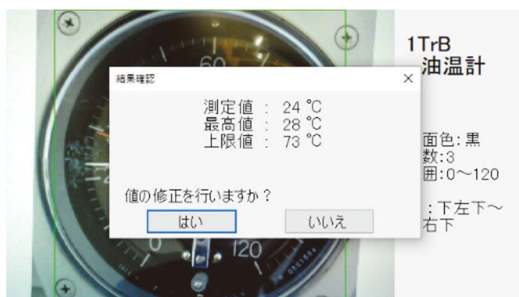 1TrB
油温計
60
結果確認
測定値 : 24 ℃
最高値 : 28 ℃
上限値 : 73 ℃
値の修正を行いますか?
はい
いいえ
面色:黒
数:3
囲:0～120
:下左下～
右下
0
120